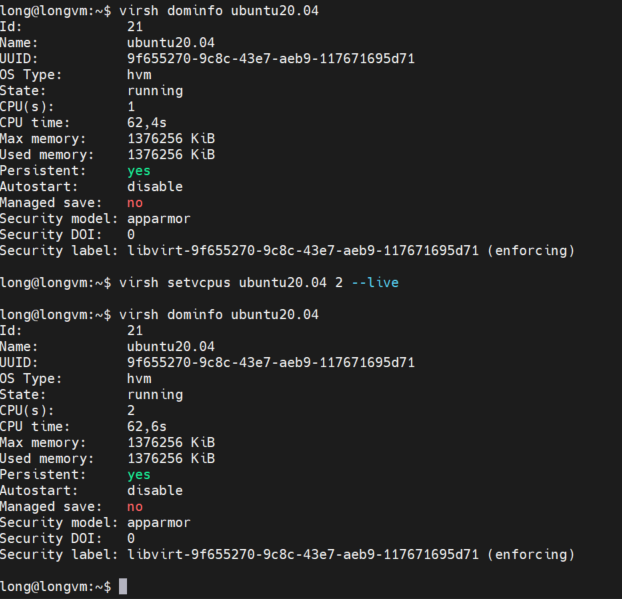 long@longvm:~$ virsh dominfo ubuntu20.04
Id:             21
Name:           ubuntu20.04
UUID:           9f655270-9c8c-43e7-aeb9-117671695d71
OS Type:        hvm
State:          running
CPU(s):         1
CPU time:       62,4s
Max memory:     1376256 KiB
Used memory:    1376256 KiB
Persistent:     yes
Autostart:      disable
Managed save:   no
Security model: apparmor
Security DOI:   0
Security label: libvirt-9f655270-9c8c-43e7-aeb9-117671695d71 (enforcing)
long@longvm:~$ virsh setvcpus ubuntu20.04 2 --live
long@longvm:~$ virsh dominfo ubuntu20.04
Id:             21
Name:           ubuntu20.04
UUID:           9f655270-9c8c-43e7-aeb9-117671695d71
OS Type:        hvm
State:          running
CPU(s):         2
CPU time:       62,6s
Max memory:     1376256 KiB
Used memory:    1376256 KiB
Persistent:     yes
Autostart:      disable
Managed save:   no
Security model: apparmor
Security DOI:   0
Security label: libvirt-9f655270-9c8c-43e7-aeb9-117671695d71 (enforcing)
long@longvm:~$